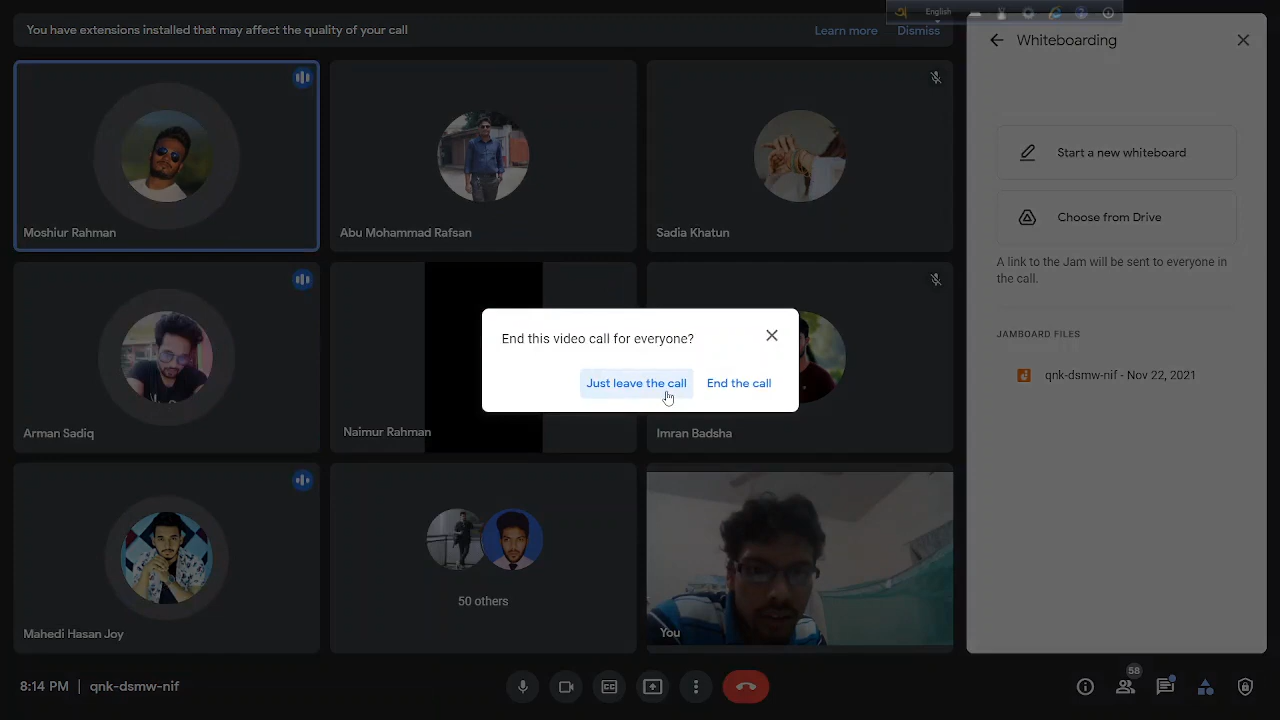 অ English
You have extensions installed that may affect the quality of your call
Learn more Dismiss
Whiteboarding
Start a new whiteboard
Choose from Drive
A link to the Jam will be sent to everyone in
the call.
JAMBOARD FILES
qnk-dsmw-nif - Nov 22, 2021
Moshiur Rahman
Abu Mohammad Rafsan
Sadia Khatun
End this video call for everyone?
Just leave the call End the call
Arman Sadiq
Naimur Rahman
Imran Badsha
Mahedi Hasan Joy
50 others
You
8:14 PM | qnk-dsmw-nif
CC
58